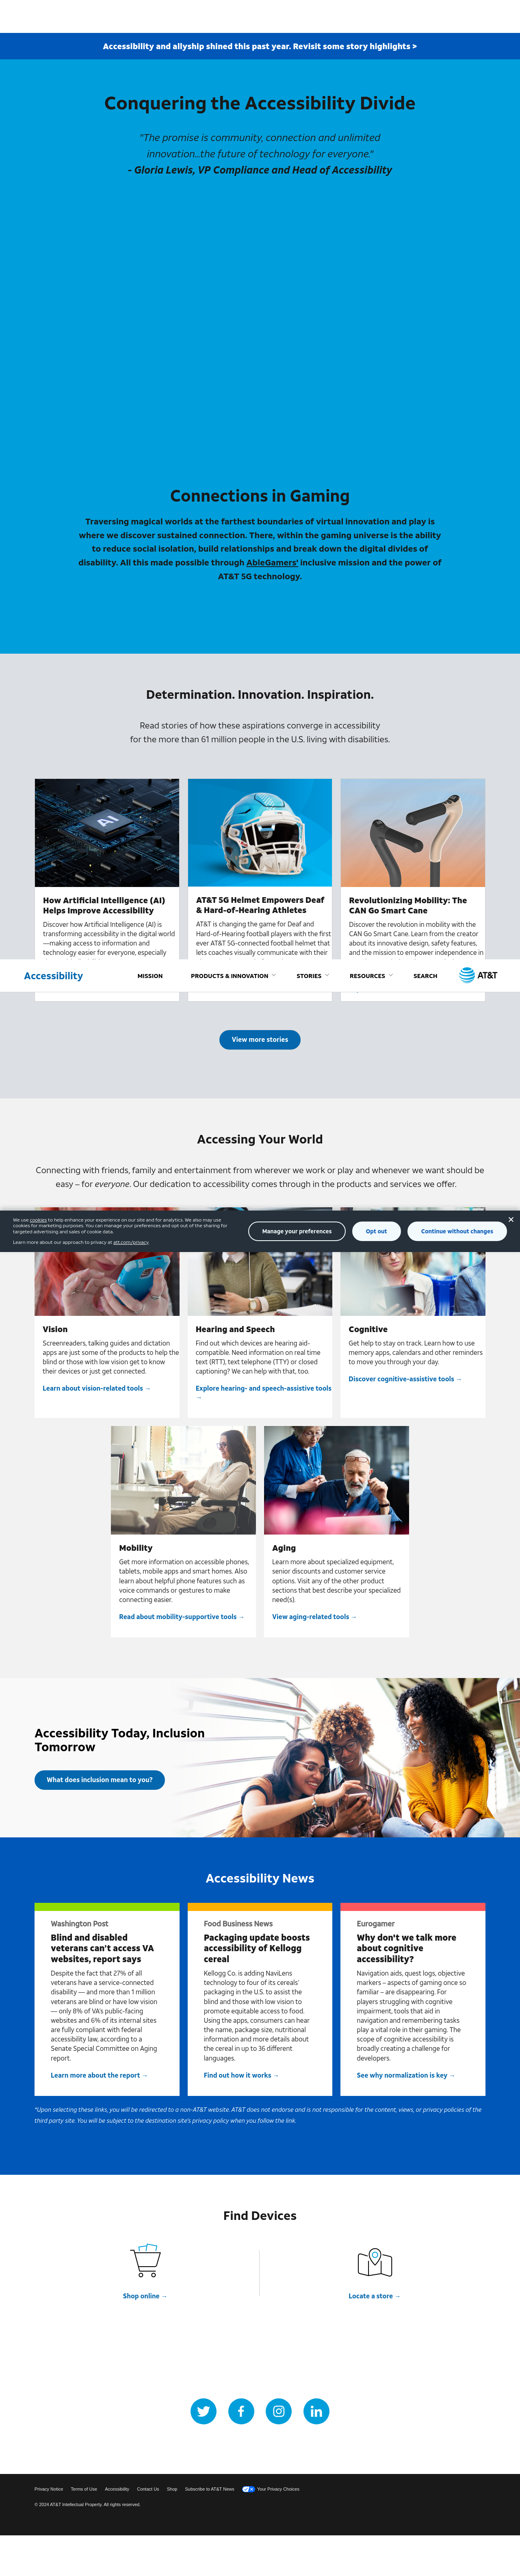 Accessibility and allyship shined this past year. Revisit some story highlights >
Conquering the Accessibility Divide
"The promise is community, connection and unlimited
innovation...the future of technology for everyone."
- Gloria Lewis, VP Compliance and Head of Accessibility
Connections in Gaming
Traversing magical worlds at the farthest boundaries of virtual innovation and play is
where we discover sustained connection. There, within the gaming universe is the ability
to reduce social isolation, build relationships and break down the digital divides of
disability. All this made possible through AbleGamers' inclusive mission and the power of
AT&T 5G technology.
Determination. Innovation. Inspiration.
Read stories of how these aspirations converge in accessibility
for the more than 61 million people in the U.S. living with disabilities.
AI
How Artificial Intelligence (AI)
Helps Improve Accessibility
Discover how Artificial Intelligence (AI) is
transforming accessibility in the digital world
—making access to information and
technology easier for everyone, especially
AT&T 5G Helmet Empowers Deaf
& Hard-of-Hearing Athletes
AT&T is changing the game for Deaf and
Hard-of-Hearing football players with the first
ever AT&T 5G-connected football helmet that
lets coaches visually communicate with their
Revolutionizing Mobility: The
CAN Go Smart Cane
Discover the revolution in mobility with the
CAN Go Smart Cane. Learn from the creator
about its innovative design, safety features,
and the mission to empower independence in
Accessibility
MISSION
PRODUCTS & INNOVATION
STORIES
RESOURCES
SEARCH
AT&T
View more stories
Accessing Your World
Connecting with friends, family and entertainment from wherever we work or play and whenever we want should be
easy – for everyone. Our dedication to accessibility comes through in the products and services we offer.
We use cookies to help enhance your experience on our site and for analytics. We also may use
cookies for marketing purposes. You can manage your preferences and opt out of the sharing for
targeted advertising and sales of cookie data.
Learn more about our approach to privacy at att.com/privacy.
Manage your preferences
Opt out
Continue without changes
Vision
Screenreaders, talking guides and dictation
apps are just some of the products to help the
blind or those with low vision get to know
their devices or just get connected.
Learn about vision-related tools →
Hearing and Speech
Find out which devices are hearing aid-
compatible. Need information on real time
text (RTT), text telephone (TTY) or closed
captioning? We can help with that, too.
Explore hearing- and speech-assistive tools
→
Cognitive
Get help to stay on track. Learn how to use
memory apps, calendars and other reminders
to move you through your day.
Discover cognitive-assistive tools →
Mobility
Get more information on accessible phones,
tablets, mobile apps and smart homes. Also
learn about helpful phone features such as
voice commands or gestures to make
connecting easier.
Read about mobility-supportive tools →
Aging
Learn more about specialized equipment,
senior discounts and customer service
options. Visit any of the other product
sections that best describe your specialized
need(s).
View aging-related tools →
Accessibility Today, Inclusion
Tomorrow
What does inclusion mean to you?
Accessibility News
Washington Post
Blind and disabled
veterans can't access VA
websites, report says
Despite the fact that 27% of all
veterans have a service-connected
disability — and more than 1 million
veterans are blind or have low vision
— only 8% of VA's public-facing
websites and 6% of its internal sites
are fully compliant with federal
accessibility law, according to a
Senate Special Committee on Aging
report.
Learn more about the report →
Food Business News
Packaging update boosts
accessibility of Kellogg
cereal
Kellogg Co. is adding NaviLens
technology to four of its cereals'
packaging in the U.S. to assist the
blind and those with low vision to
promote equitable access to food.
Using the apps, consumers can hear
the name, package size, nutritional
information and more details about
the cereal in up to 36 different
languages.
Find out how it works →
Eurogamer
Why don't we talk more
about cognitive
accessibility?
Navigation aids, quest logs, objective
markers – aspects of gaming once so
familiar – are disappearing. For
players struggling with cognitive
impairment, tools that aid in
navigation and remembering tasks
play a vital role in their gaming. The
scope of cognitive accessibility is
broadly creating a challenge for
developers.
See why normalization is key →
*Upon selecting these links, you will be redirected to a non-AT&T website. AT&T does not endorse and is not responsible for the content, views, or privacy policies of the
third party site. You will be subject to the destination site's privacy policy when you follow the link.
Find Devices
Shop online →
Locate a store →
Privacy Notice
Terms of Use
Accessibility
Contact Us
Shop
Subscribe to AT&T News
Your Privacy Choices
© 2024 AT&T Intellectual Property. All rights reserved.